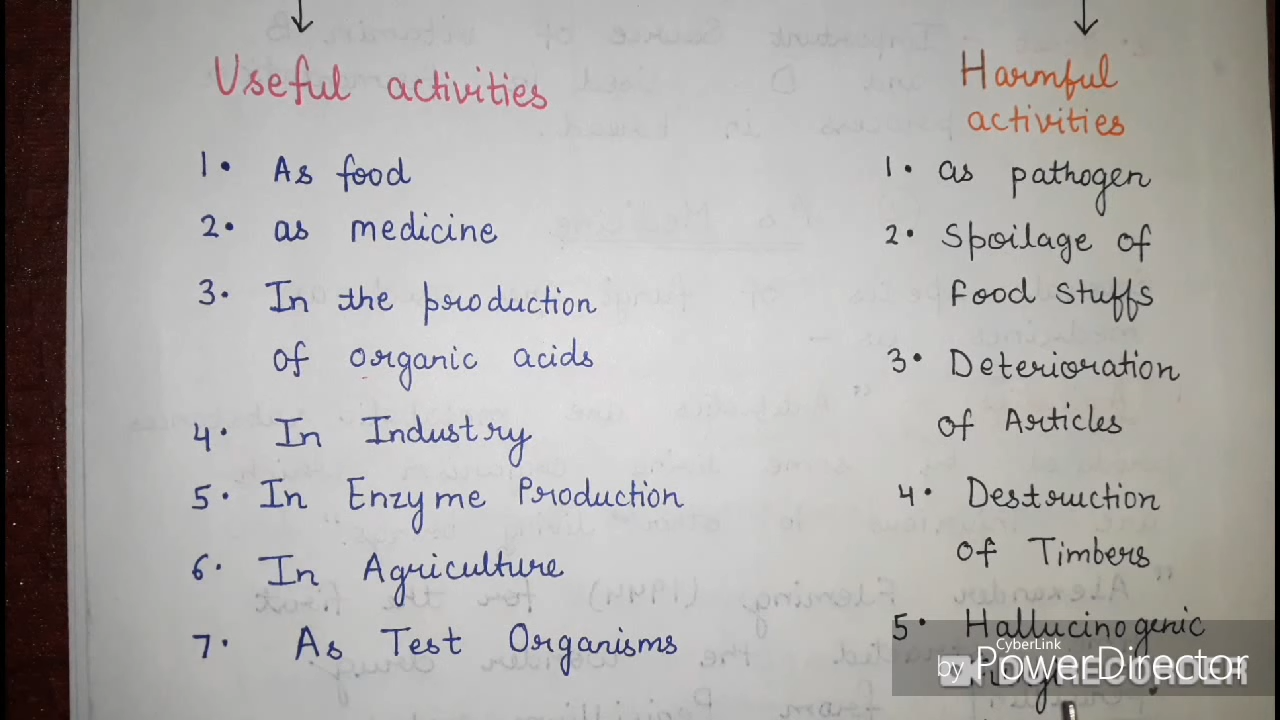 Useful activities
1. As food
2. as medicine
3. In the production
of organic acids
4. In Industry
5. In Enzyme Production
6. In Agriculture
7. As Test Organisms
Harmful
activities
1. as pathogen
2. Spoilage of
food stuffs
3. Deterioration
of Articles
4. Destruction
of Timbers
5. Hallucinogenic
CyberLink
by PowerDirector
RECORDER